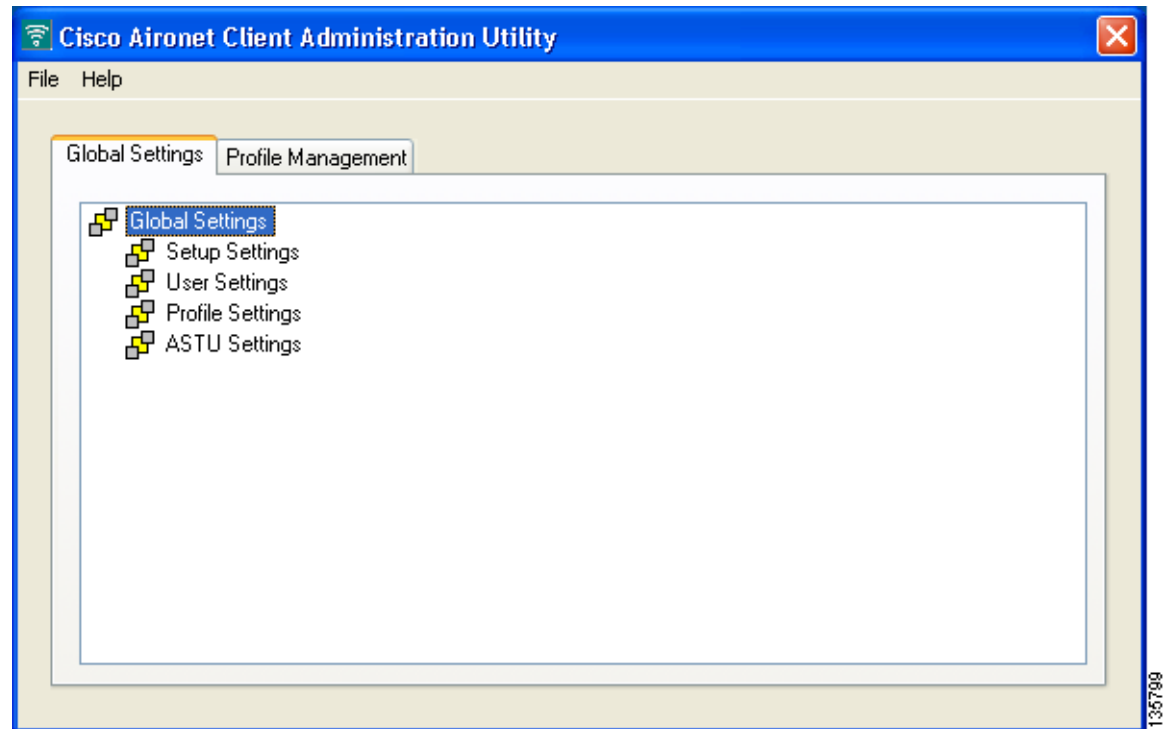 Cisco Aironet Client Administration Utility
File Help
Global Settings Profile Management
Global Settings
Setup Settings
User Settings
Profile Settings
ASTU Settings
135799